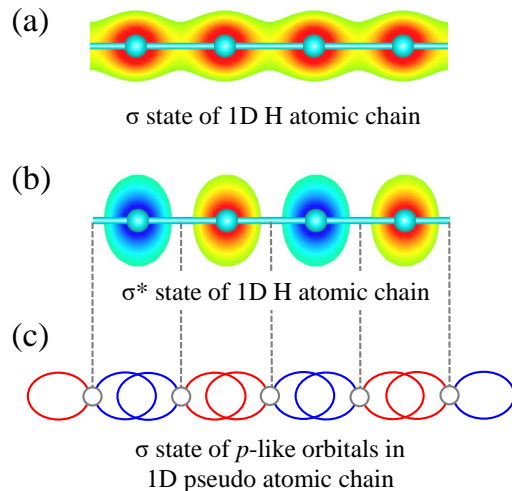 (a)
σ state of 1D H atomic chain
(b)
σ* state of 1D H atomic chain
(c)
σ state of p-like orbitals in
1D pseudo atomic chain